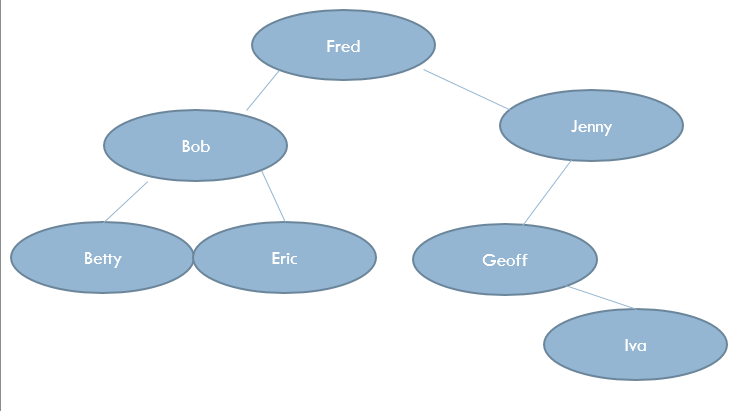 Fred
Jenny
Bob
Betty
Eric
Geoff
Iva